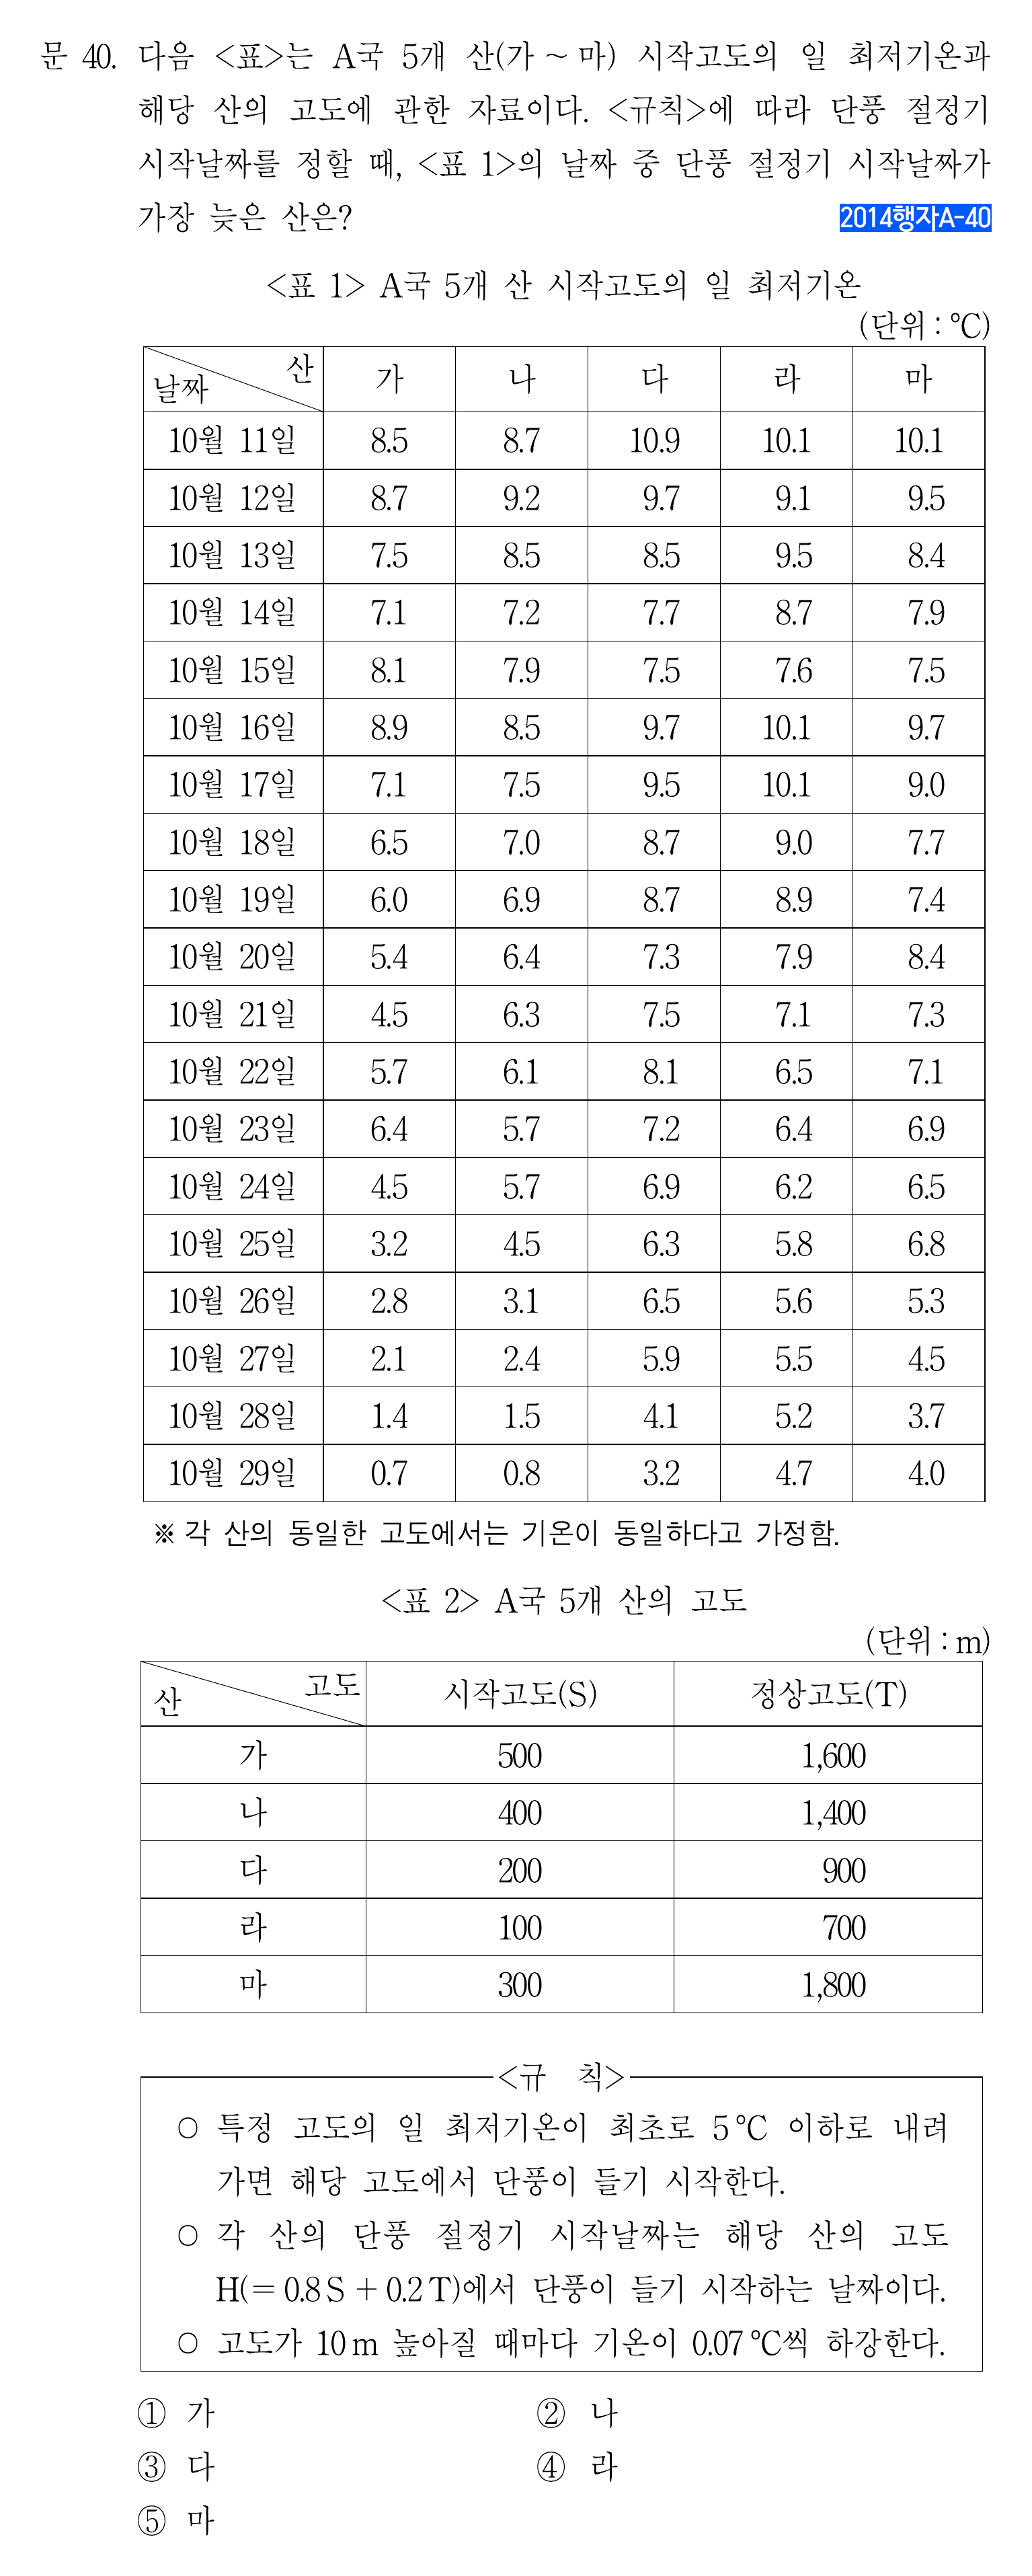 문 40. 다음 <표>는 A국 5개 산(가 ~ 마) 시작고도의 일 최저기온과
해당 산의 고도에 관한 자료이다. <규칙>에 따라 단풍 절정기
시작날짜를 정할 때, <표 1>의 날짜 중 단풍 절정기 시작날짜가
가장 늦은 산은?
2014행자A-40
<표 1> A국 5개 산 시작고도의 일 최저기온
(단위 : ℃)
날짜 산 가 나 다 라 마
10월 11일 8.5 8.7 10.9 10.1 10.1
10월 12일 8.7 9.2 9.7 9.1 9.5
10월 13일 7.5 8.5 8.5 9.5 8.4
10월 14일 7.1 7.2 7.7 8.7 7.9
10월 15일 8.1 7.9 7.5 7.6 7.5
10월 16일 8.9 8.5 9.7 10.1 9.7
10월 17일 7.1 7.5 9.5 10.1 9.0
10월 18일 6.5 7.0 8.7 9.0 7.7
10월 19일 6.0 6.9 8.7 8.9 7.4
10월 20일 5.4 6.4 7.3 7.9 8.4
10월 21일 4.5 6.3 7.5 7.1 7.3
10월 22일 5.7 6.1 8.1 6.5 7.1
10월 23일 6.4 5.7 7.2 6.4 6.9
10월 24일 4.5 5.7 6.9 6.2 6.5
10월 25일 3.2 4.5 6.3 5.8 6.8
10월 26일 2.8 3.1 6.5 5.6 5.3
10월 27일 2.1 2.4 5.9 5.5 4.5
10월 28일 1.4 1.5 4.1 5.2 3.7
10월 29일 0.7 0.8 3.2 4.7 4.0
※ 각 산의 동일한 고도에서는 기온이 동일하다고 가정함.
<표 2> A국 5개 산의 고도
(단위 : m)
산 고도 시작고도(S) 정상고도(T)
가 500 1,600
나 400 1,400
다 200 900
라 100 700
마 300 1,800
<규 칙>
○ 특정 고도의 일 최저기온이 최초로 5 ℃ 이하로 내려
가면 해당 고도에서 단풍이 들기 시작한다.
○ 각 산의 단풍 절정기 시작날짜는 해당 산의 고도
H(= 0.8 S + 0.2 T)에서 단풍이 들기 시작하는 날짜이다.
○ 고도가 10 m 높아질 때마다 기온이 0.07 ℃씩 하강한다.
① 가 ② 나
③ 다 ④ 라
⑤ 마